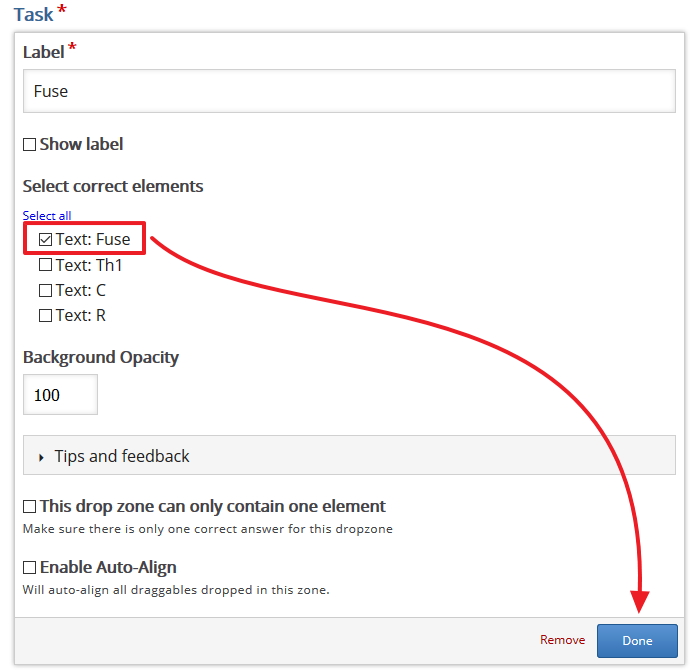 Task *
Label *
Fuse
Show label
Select correct elements
Select all
Text: Fuse
Text: Th1
Text: C
Text: R
Background Opacity
100
Tips and feedback
This drop zone can only contain one element
Make sure there is only one correct answer for this dropzone
Enable Auto-Align
Will auto-align all draggables dropped in this zone.
Remove Done